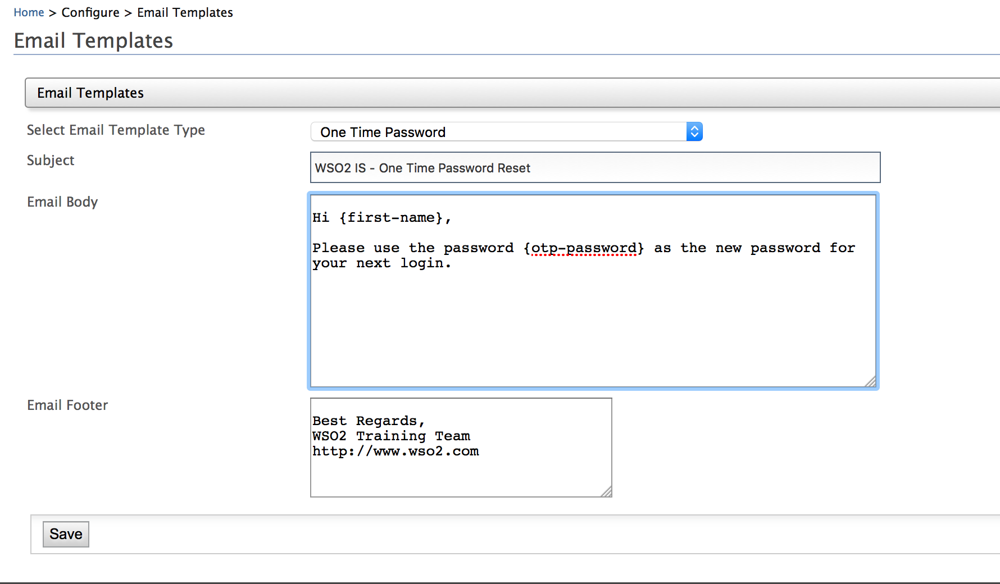 Home > Configure > Email Templates
Email Templates
Email Templates
Select Email Template Type
One Time Password
Subject
WSO2 IS - One Time Password Reset
Email Body
Hi {first-name},
Please use the password {otp-password} as the new password for
your next login.
Email Footer
Best Regards,
WSO2 Training Team
http://www.wso2.com
Save